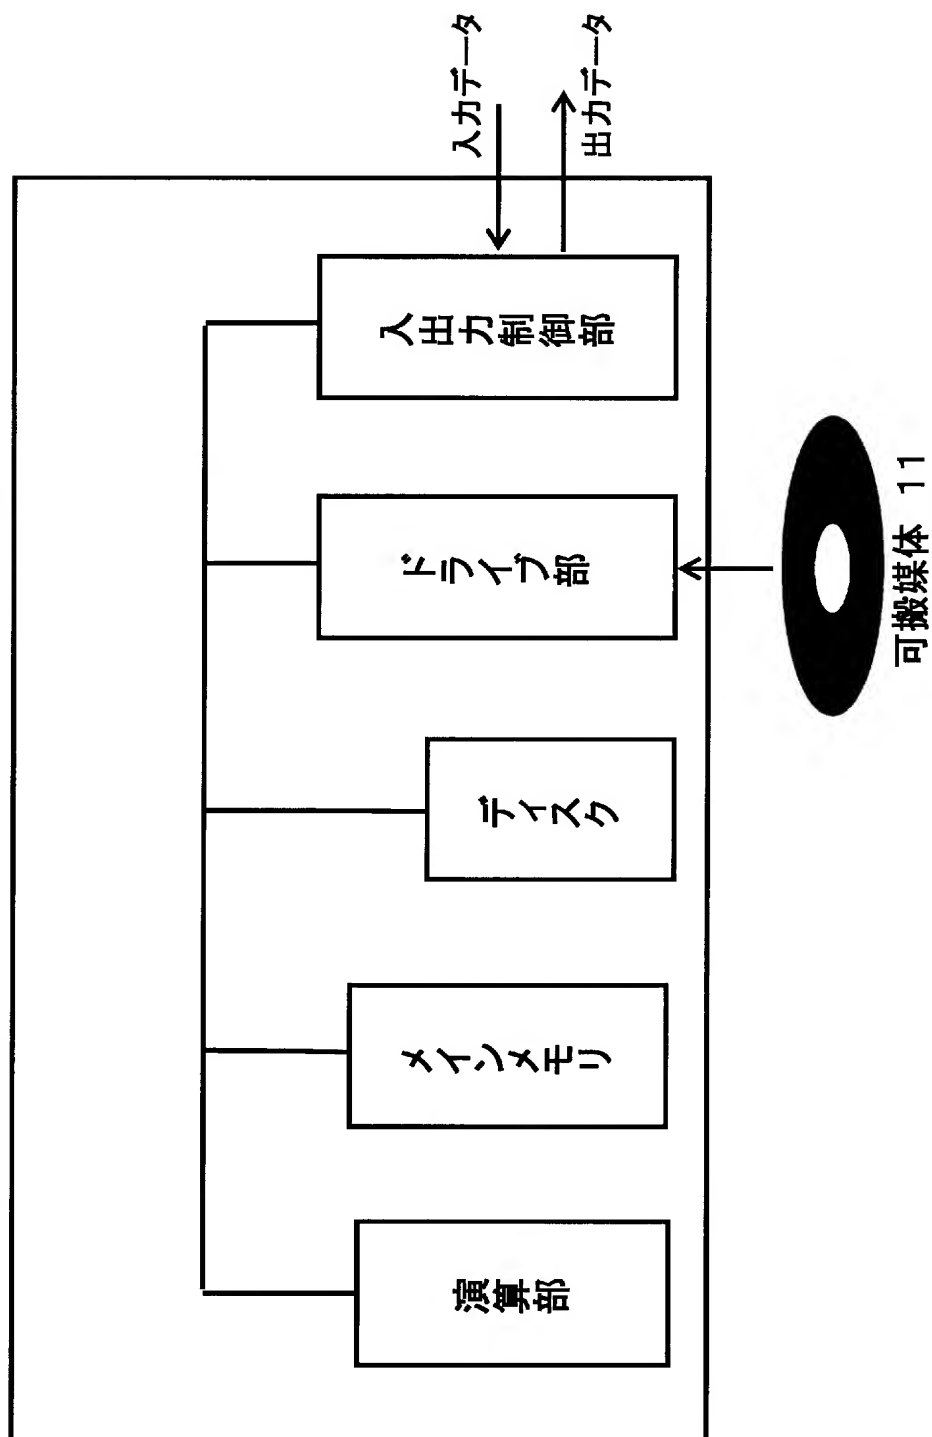 演算部
メインメモリ
ディスク
ドライブ部
入出力制御部
入力データ
出力データ
可搬媒体 11